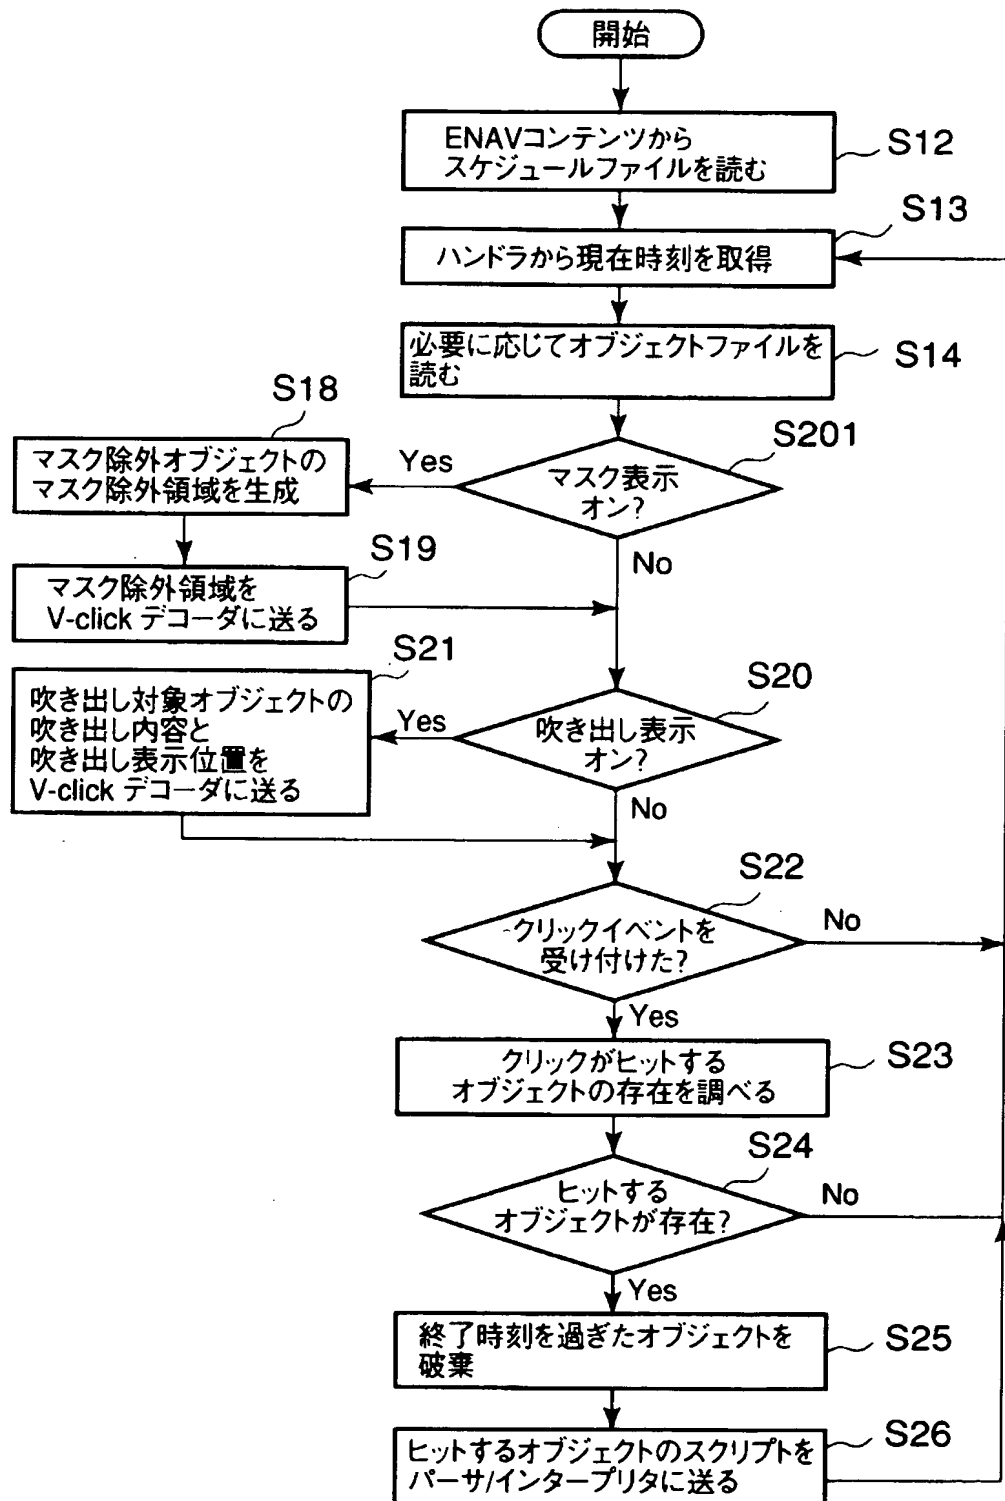 開始
ENAVコンテンツから
スケジュールファイルを読む
S12
S13
ハンドラから現在時刻を取得
必要に応じてオブジェクトファイルを
読む
S14
S18
マスク除外オブジェクトの
マスク除外領域を生成
Yes
S201
マスク表示
オン?
No
S19
マスク除外領域を
V-click デコーダに送る
S21
吹き出し対象オブジェクトの
吹き出し内容と
吹き出し表示位置を
V-click デコーダに送る
Yes
S20
吹き出し表示
オン?
No
S22
クリックイベントを
受け付けた?
No
Yes
クリックがヒットする
オブジェクトの存在を調べる
S23
S24
ヒットする
オブジェクトが存在?
No
Yes
終了時刻を過ぎたオブジェクトを
破棄
S25
ヒットするオブジェクトのスクリプトを
パーサ/インタープリタに送る
S26